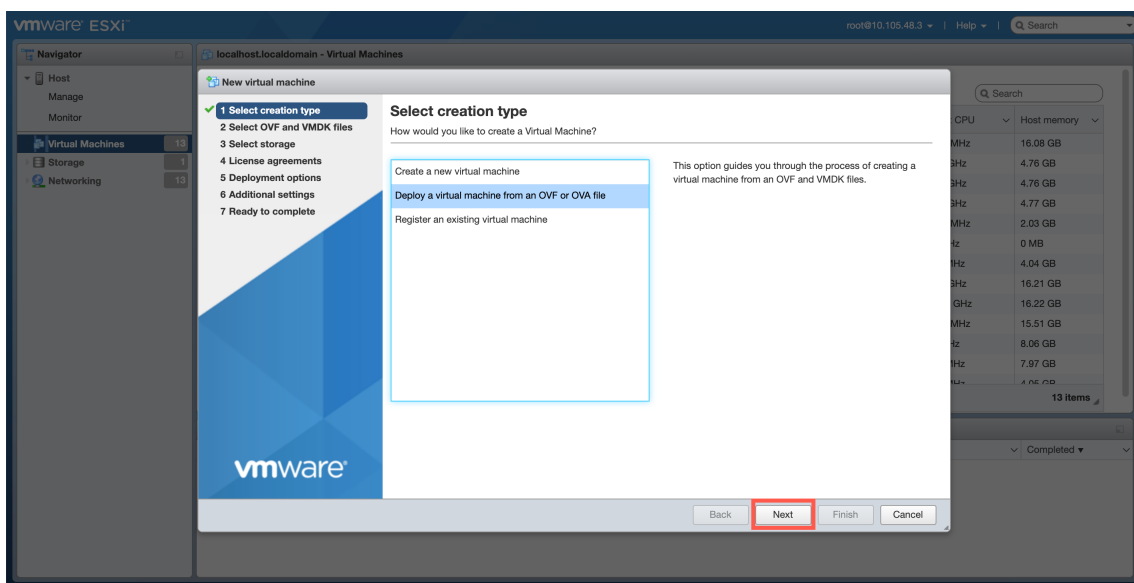 vmware ESXi™
root@10.105.48.3
Help
Search
Navigator
localhost.localdomain - Virtual Machines
Host
Manage
Monitor
Virtual Machines 13
Storage 1
Networking 13
New virtual machine
1 Select creation type
2 Select OVF and VMDK files
3 Select storage
4 License agreements
5 Deployment options
6 Additional settings
7 Ready to complete
vmware®
Select creation type
How would you like to create a Virtual Machine?
Create a new virtual machine
Deploy a virtual machine from an OVF or OVA file
Register an existing virtual machine
This option guides you through the process of creating a
virtual machine from an OVF and VMDK files.
Back
Next
Finish
Cancel
Search
CPU Host memory
MHz 16.08 GB
GHz 4.76 GB
GHz 4.76 GB
GHz 4.77 GB
MHz 2.03 GB
Hz 0 MB
MHz 4.04 GB
GHz 16.21 GB
GHz 16.22 GB
MHz 15.51 GB
Hz 8.06 GB
MHz 7.97 GB
13 items
Completed